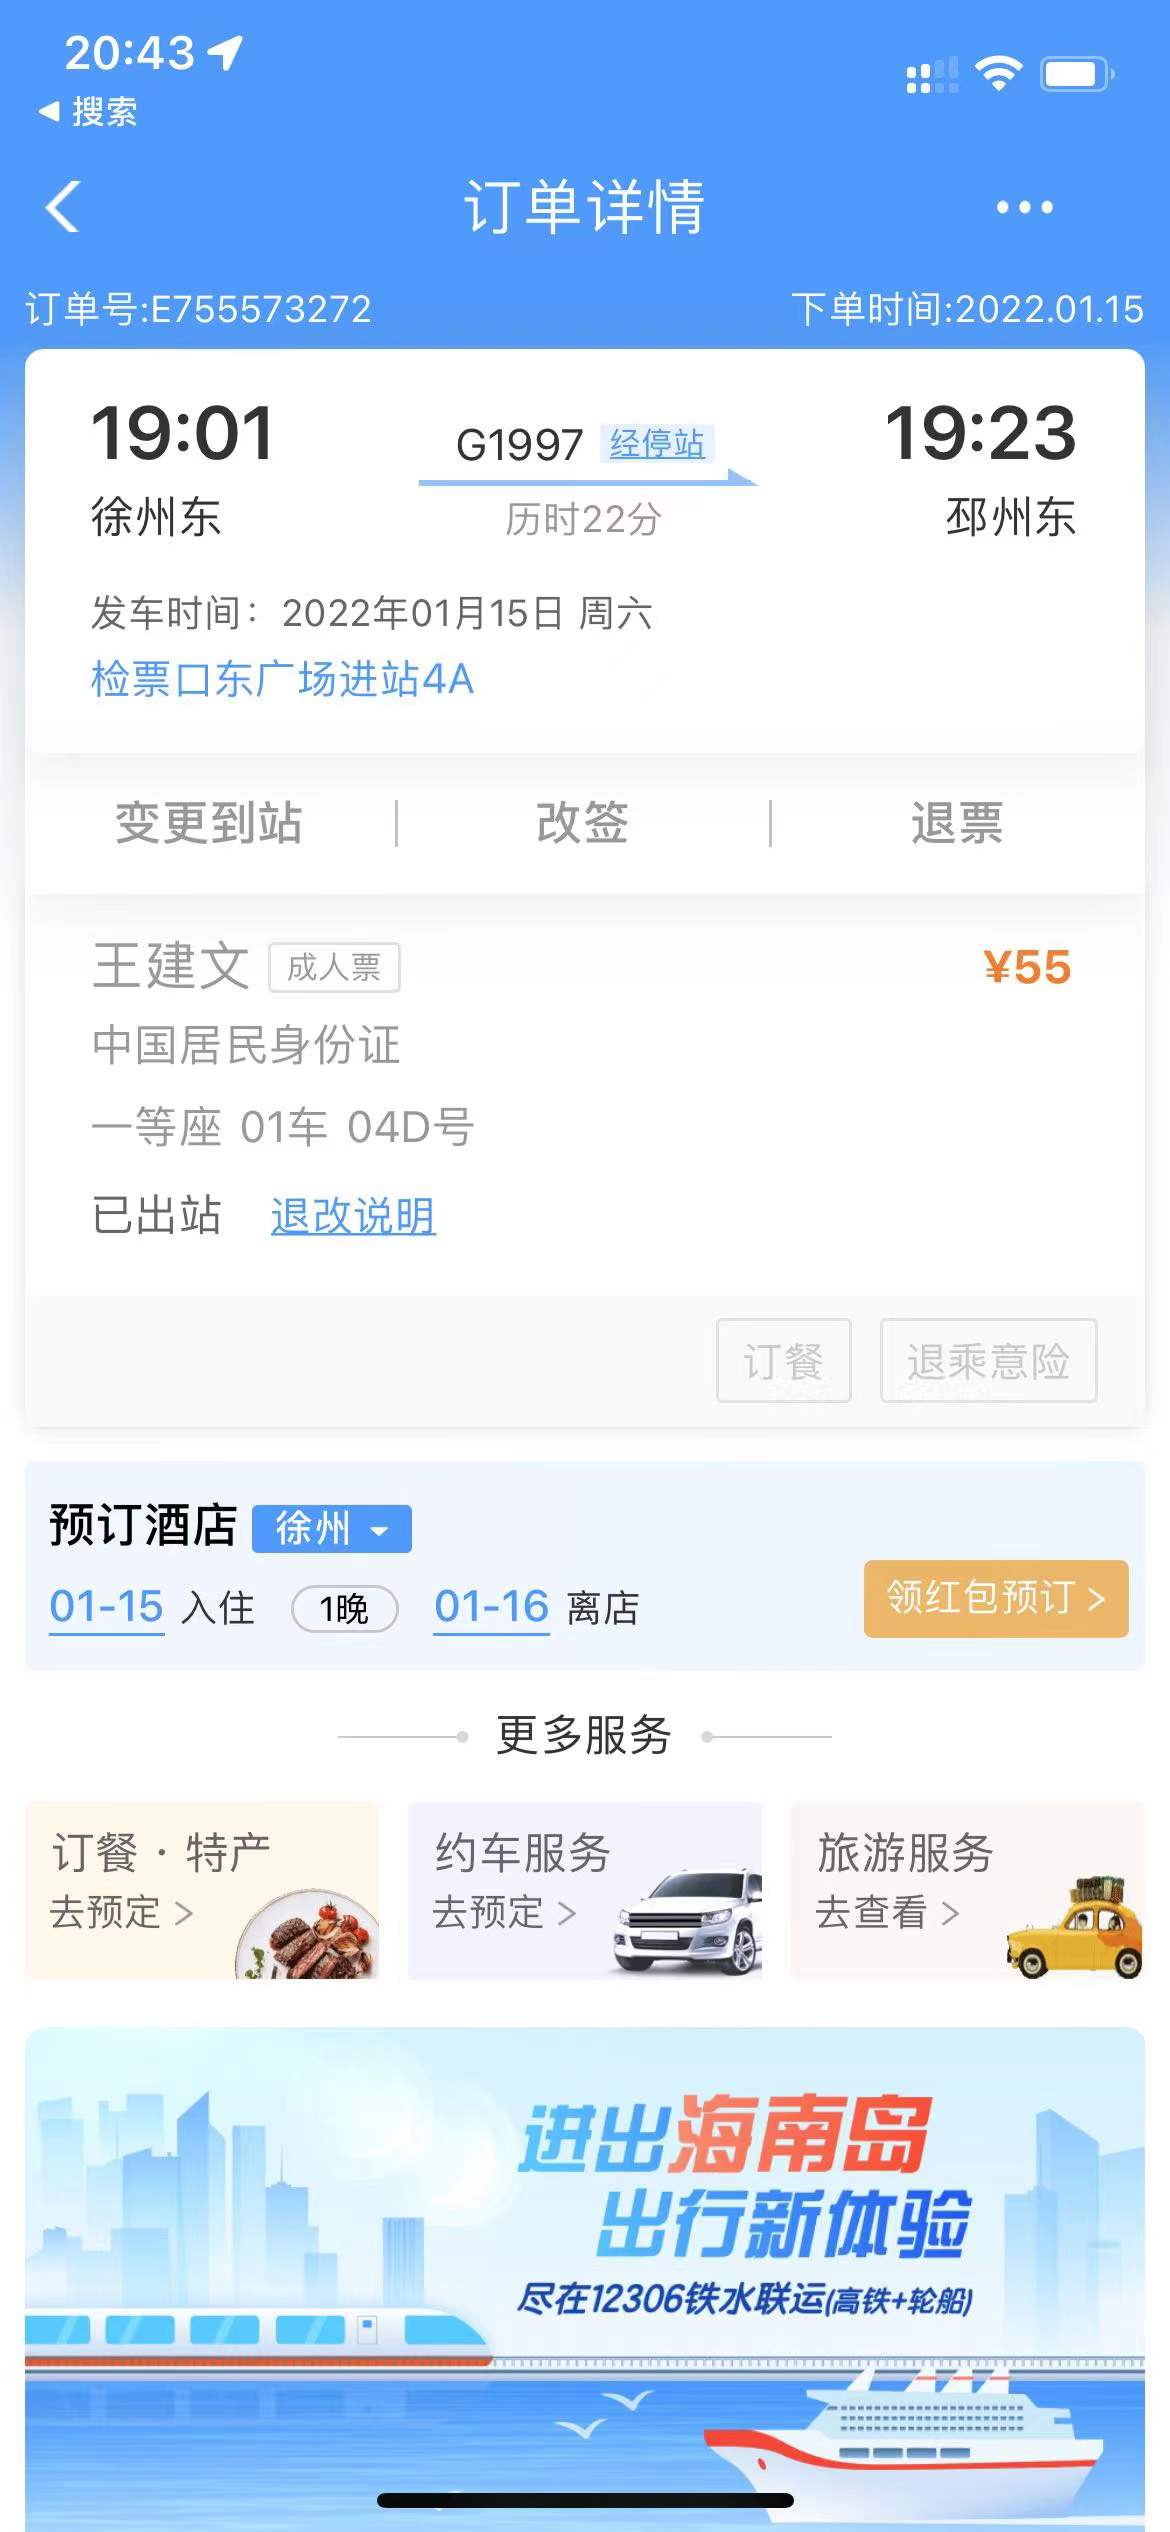 20:43
搜索
订单详情
订单号:E755573272 下单时间:2022.01.15
19:01 G1997 经停站 19:23
徐州东 历时22分 邳州东
发车时间：2022年01月15日 周六
检票口东广场进站4A
变更到站 改签 退票
王建文 成人票 ¥55
中国居民身份证
一等座 01车 04D号
已出站 退改说明
订餐 退乘意险
预订酒店 徐州
01-15 入住 1晚 01-16 离店 领红包预订 >
更多服务
订餐 · 特产 约车服务 旅游服务
去预定 > 去预定 > 去查看 >
进出海南岛
出行新体验
尽在12306铁水联运(高铁+轮船)